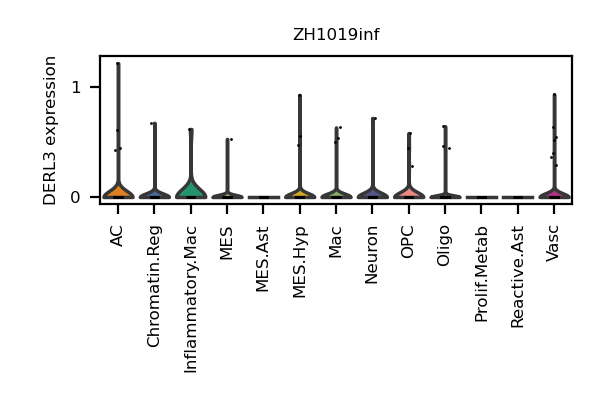 ZH1019inf
DERL3 expression
1
0
AC
Chromatin.Reg
Inflammatory.Mac
MES
MES.Ast
MES.Hyp
Mac
Neuron
OPC
Oligo
Prolif.Metab
Reactive.Ast
Vasc